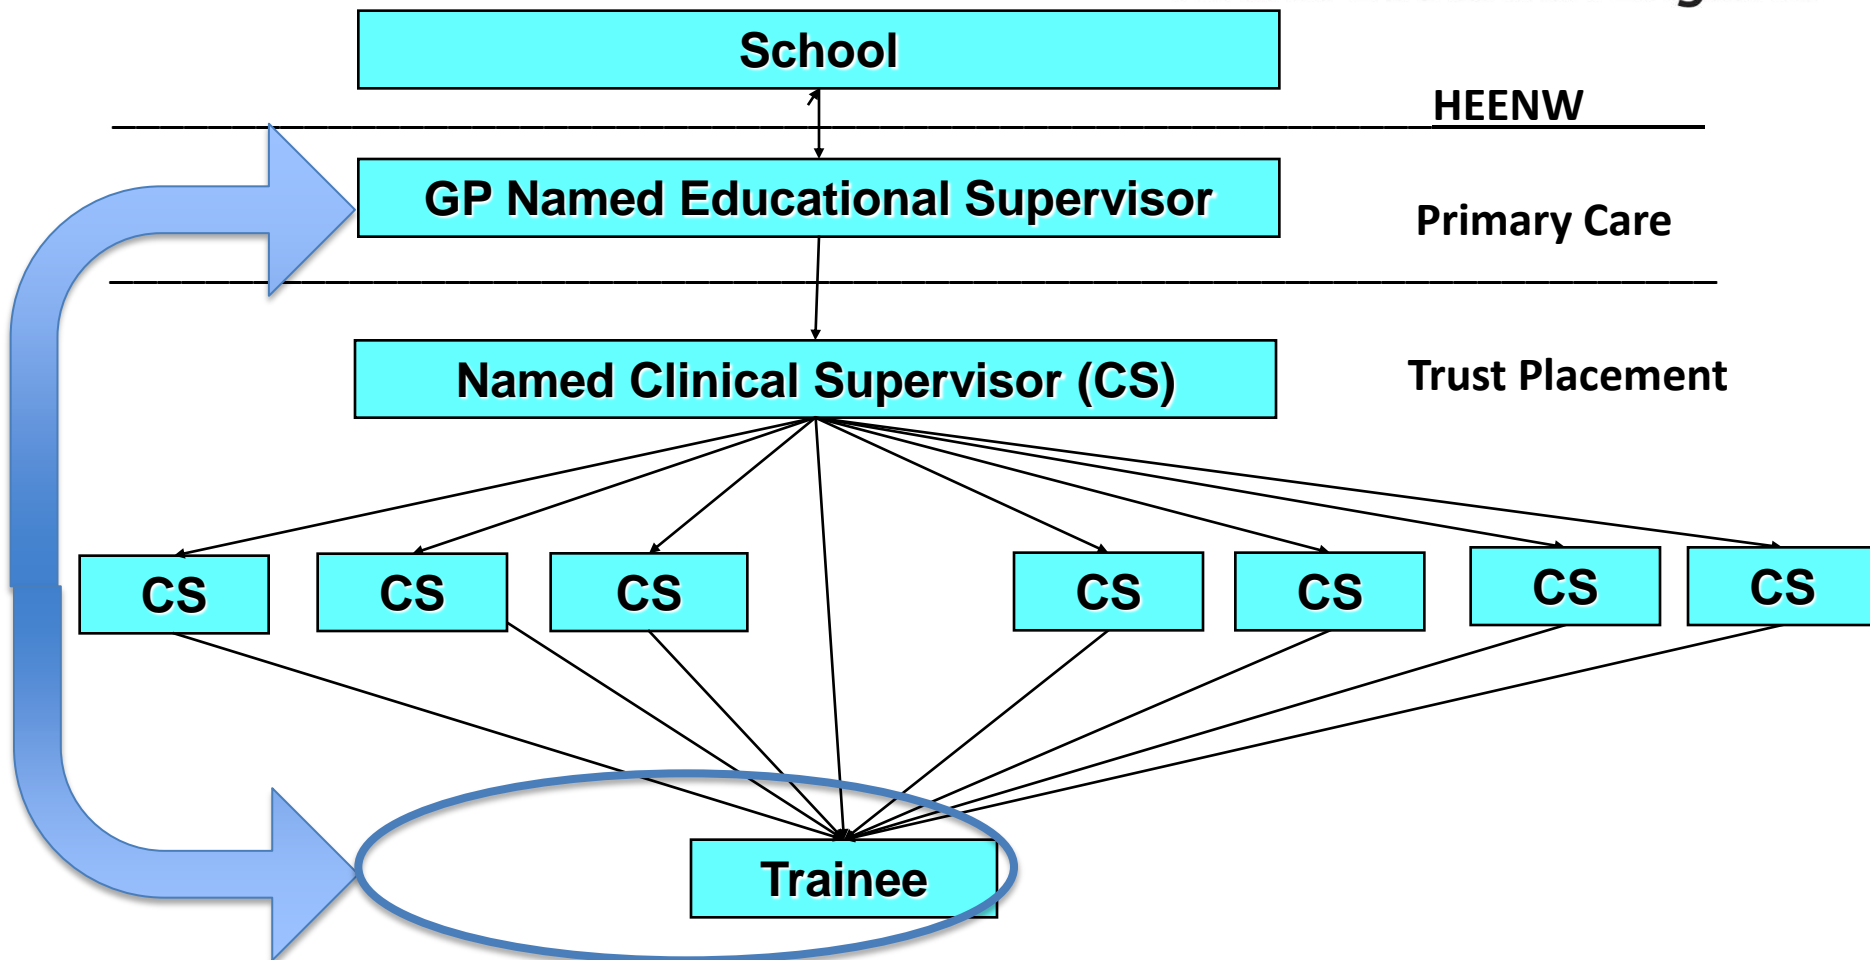 School
HEENW
GP Named Educational Supervisor
Primary Care
Named Clinical Supervisor (CS)
Trust Placement
CS
CS
CS
CS
CS
CS
CS
Trainee